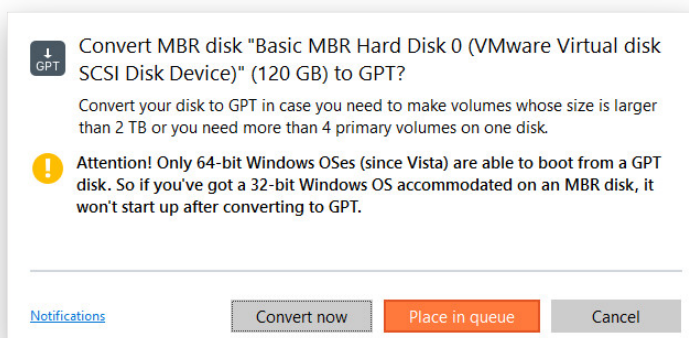 GPT
Convert MBR disk "Basic MBR Hard Disk 0 (VMware Virtual disk
SCSI Disk Device)" (120 GB) to GPT?
Convert your disk to GPT in case you need to make volumes whose size is larger
than 2 TB or you need more than 4 primary volumes on one disk.
Attention! Only 64-bit Windows OSes (since Vista) are able to boot from a GPT
disk. So if you've got a 32-bit Windows OS accommodated on an MBR disk, it
won't start up after converting to GPT.
Notifications
Convert now
Place in queue
Cancel